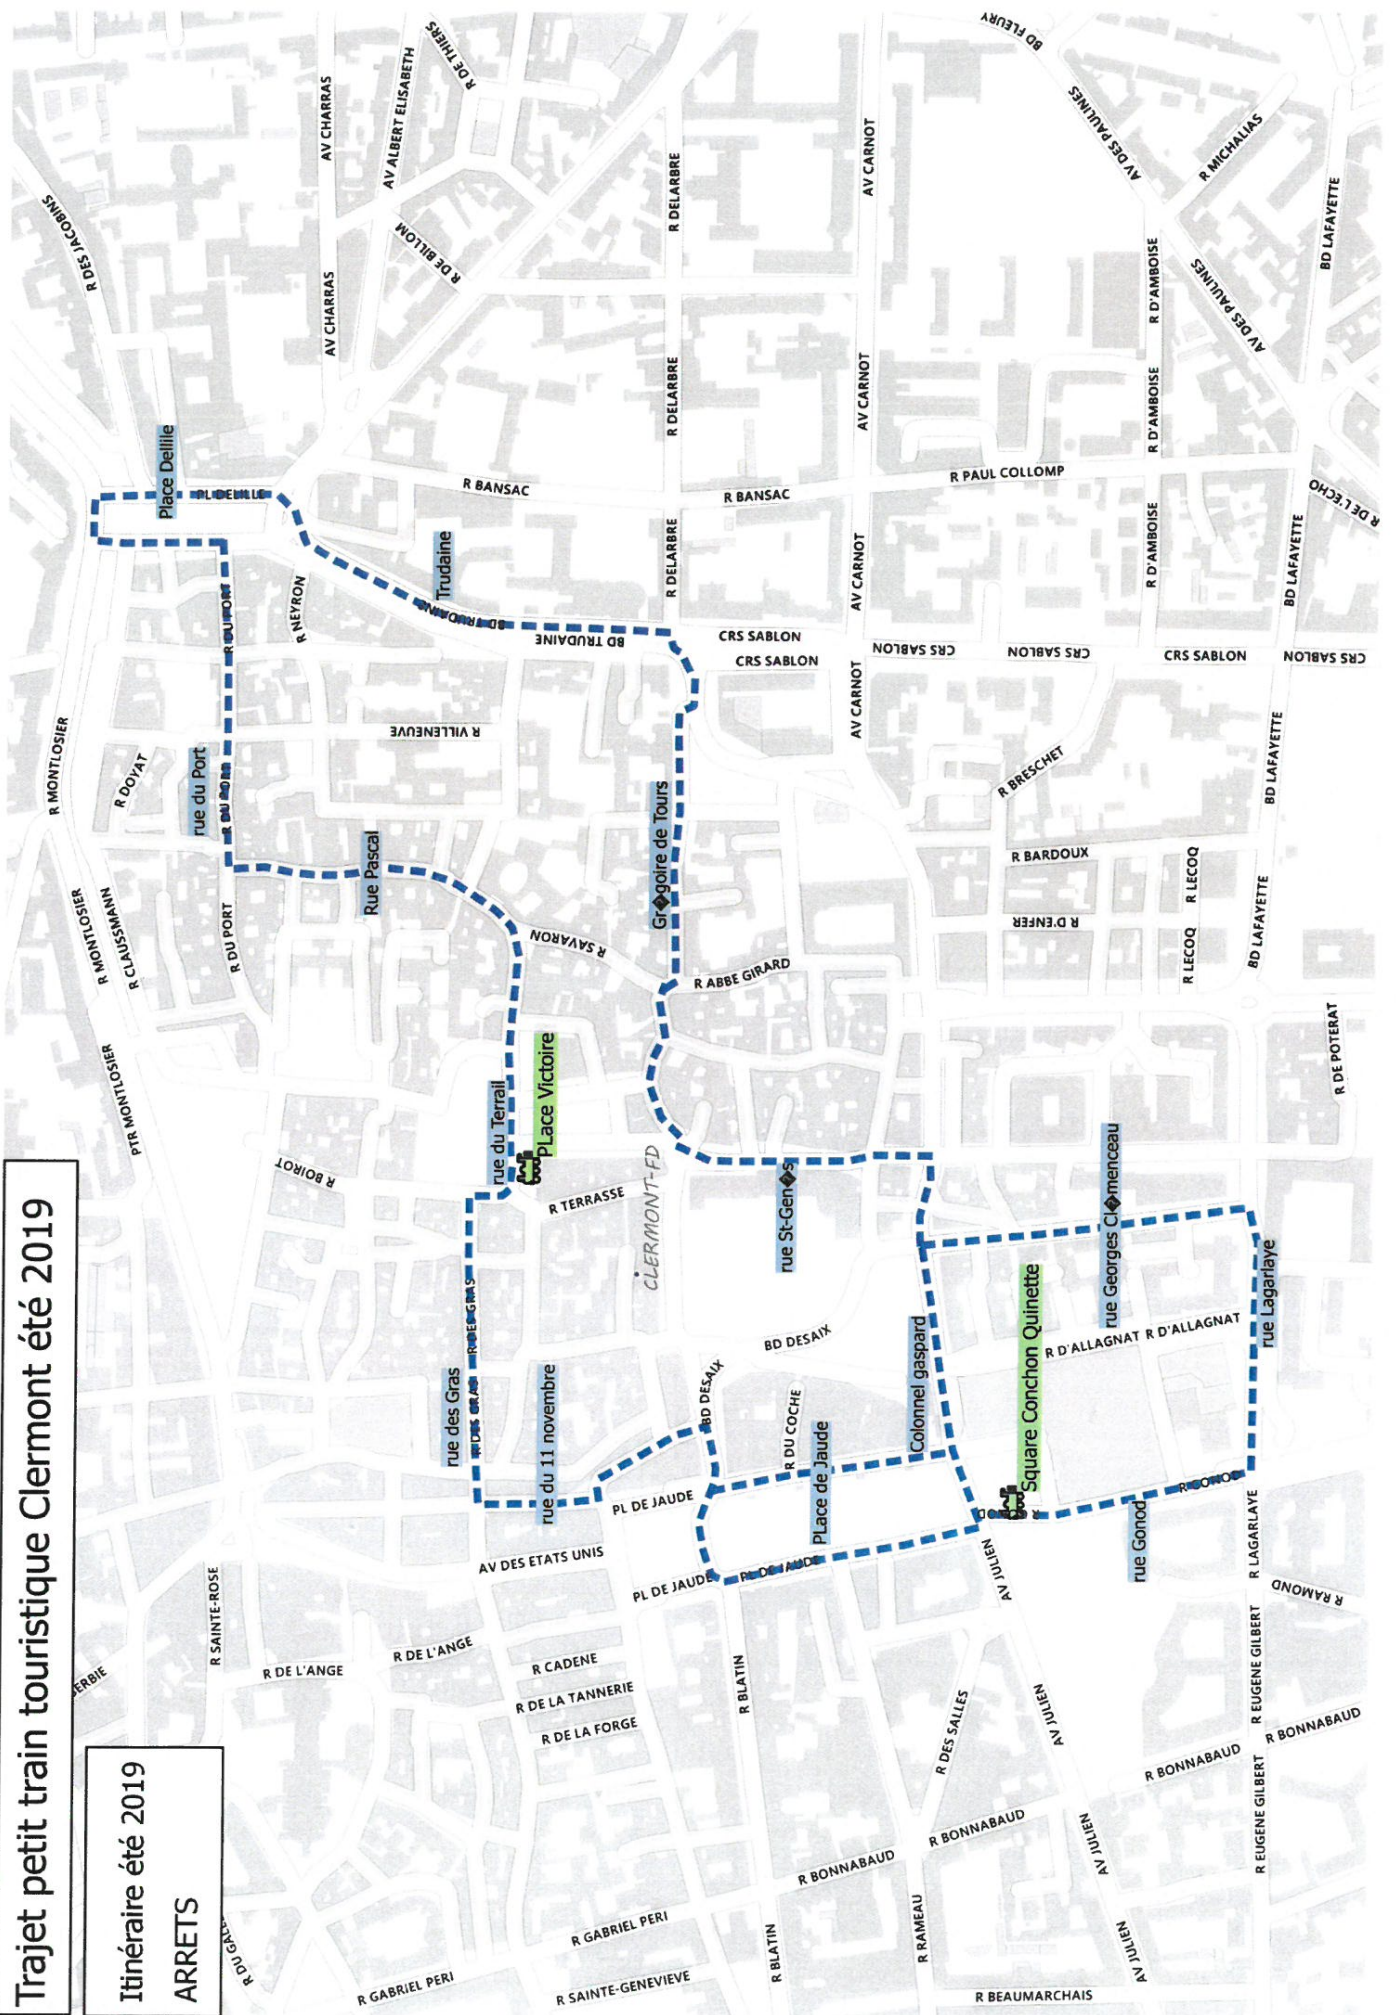 Trajet petit train touristique Clermont été 2019
Itinéraire été 2019
ARRETS
R DES JACOBINS
AV CHARRAS
AV ALBERT ELISABETH
R DE THIERS
AV CHARRAS
R DE BILLOM
R DELARBRE
AV CARNOT
BD FLEURY
AV DES PAULINES
R MICHALIAS
BD LAFAYETTE
R D'AMBOISE
AV DES PAULINES
R DELARBRE
AV CARNOT
R D'AMBOISE
Place Dellile
PL DELILLE
R BANSAC
R BANSAC
R PAUL COLLOMP
R DE L'ECHO
R D'AMBOISE
BD LAFAYETTE
Trudaine
BD TRUDAINE
BD TRUDAINE
R DELARBRE
AV CARNOT
CRS SABLON
CRS SABLON
CRS SABLON
CRS SABLON
CRS SABLON
CRS SABLON
R NEYRON
R DU PORT
R MONTLOSIER
R DOYAT
rue du Port
R DU PORT
R VILLENEUVE
AV CARNOT
R BRESCHET
BD LAFAYETTE
Rue Pascal
Gr�goire de Tours
R BARDOUX
R LECOQ
R MONTLOSIER
R CLAUSSMANN
R DU PORT
R SAVARON
R ABBE GIRARD
R D'ENFER
R LECOQ
BD LAFAYETTE
PTR MONTLOSIER
rue du Terrail
PLace Victoire
R DE POTERAT
R BOIROT
R TERRASSE
CLERMONT-FD
rue St-Gen�s
rue Georges Cl�menceau
rue des Gras
R DES GRAS
R DES GRAS
rue du 11 novembre
BD DESAIX
BD DESAIX
R DU COCHE
Colonnel gaspard
Square Conchon Quinette
R D'ALLAGNAT
R D'ALLAGNAT
rue Lagarlaye
PL DE JAUDE
PLace de Jaude
AV DES ETATS UNIS
PL DE JAUDE
PL DE JAUDE
R GONOD
R GONOD
rue Gonod
R LAGARLAYE
R RAMOND
AV JULIEN
R SAINTE-ROSE
R DE L'ANGE
R DE L'ANGE
R CADENE
R DE LA TANNERIE
R DE LA FORGE
R BLATIN
R DES SALLES
AV JULIEN
R EUGENE GILBERT
R BONNABAUD
R BONNABAUD
R BONNABAUD
R BONNABAUD
AV JULIEN
R EUGENE GILBERT
R GABRIEL PERI
R GABRIEL PERI
R SAINTE-GENEVIEVE
R BLATIN
R RAMEAU
AV JULIEN
R BEAUMARCHAIS